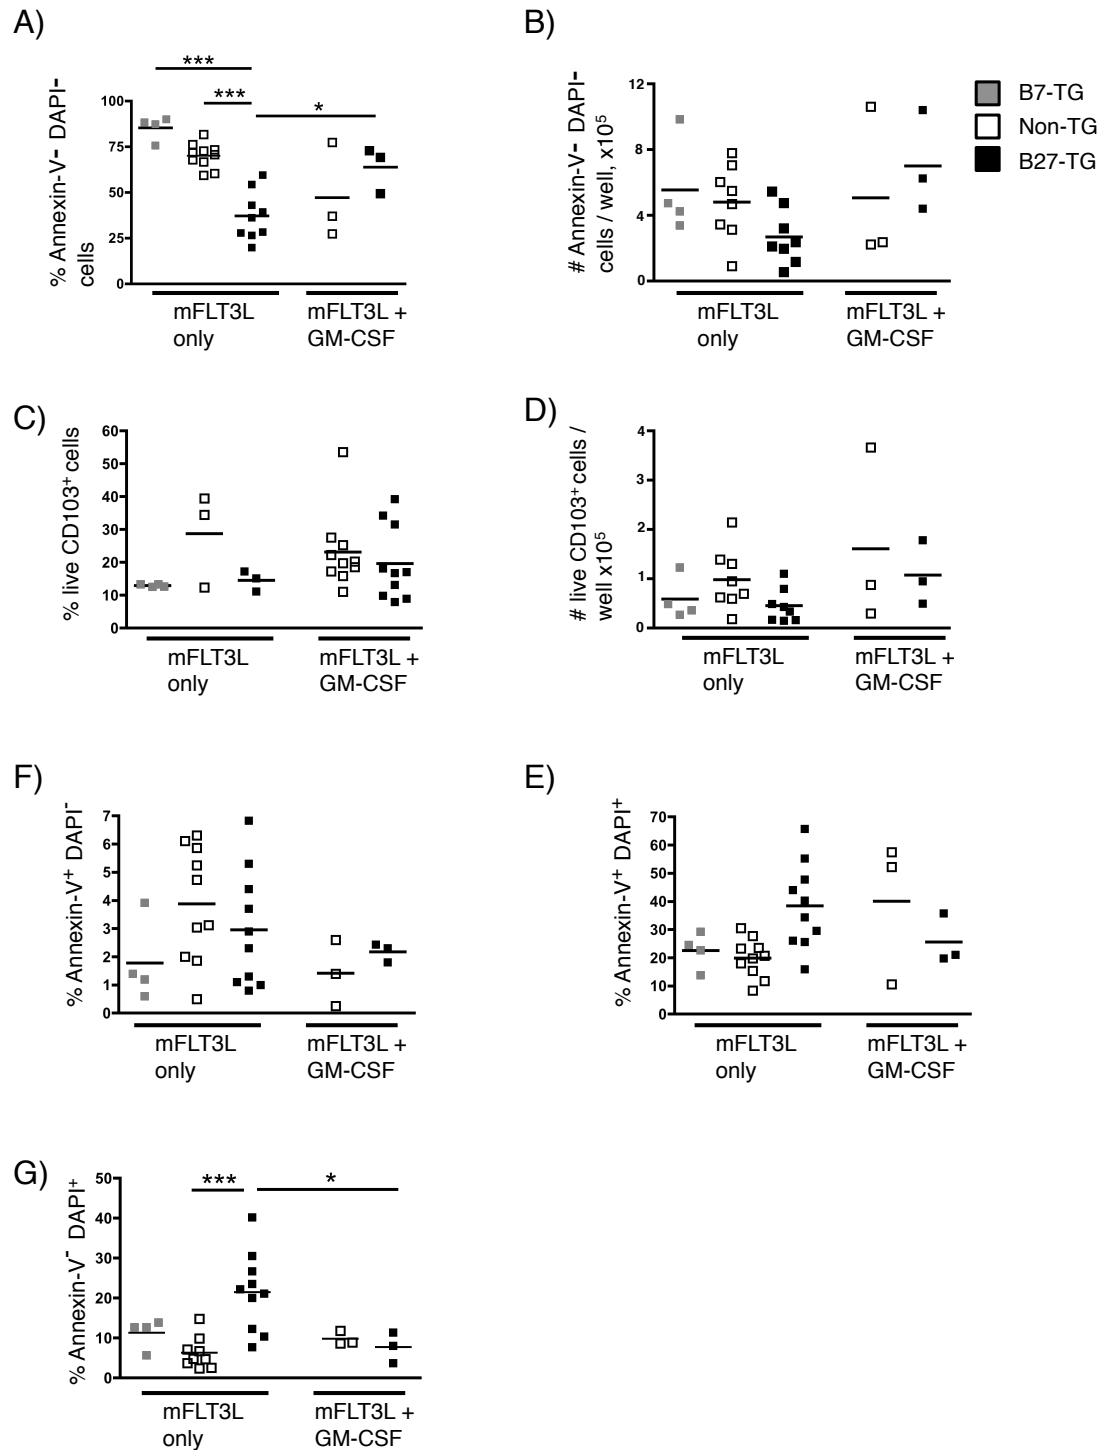 A)
% Annexin-V- DAPI-
cells
100
75
50
25
0
***
***
*
mFLT3L
only
mFLT3L +
GM-CSF
B)
# Annexin-V- DAPI-
cells / well, x10⁵
12
8
4
0
mFLT3L
only
mFLT3L +
GM-CSF
B7-TG
Non-TG
B27-TG
C)
% live CD103⁺ cells
60
50
40
30
20
10
0
mFLT3L
only
mFLT3L +
GM-CSF
D)
# live CD103⁺ cells /
well x10⁵
4
3
2
1
0
mFLT3L
only
mFLT3L +
GM-CSF
F)
% Annexin-V⁺ DAPI⁻
7
6
5
4
3
2
1
0
mFLT3L
only
mFLT3L +
GM-CSF
E)
% Annexin-V⁺ DAPI⁺
70
60
50
40
30
20
10
0
mFLT3L
only
mFLT3L +
GM-CSF
G)
% Annexin-V⁻ DAPI⁺
50
40
30
20
10
0
***
*
mFLT3L
only
mFLT3L +
GM-CSF